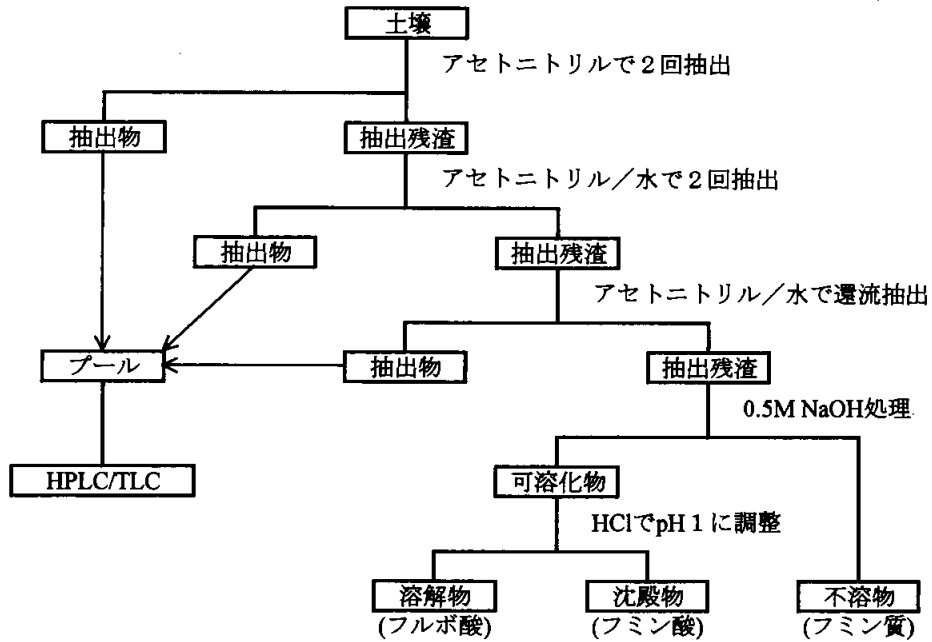 土壌
アセトニトリルで2回抽出
抽出物
抽出残渣
アセトニトリル/水で2回抽出
抽出物
抽出残渣
アセトニトリル/水で還流抽出
プール
抽出物
抽出残渣
0.5M NaOH処理
HPLC/TLC
可溶化物
HClでpH 1に調整
溶解物
沈殿物
不溶物
(フルボ酸)
(フミン酸)
(フミン質)